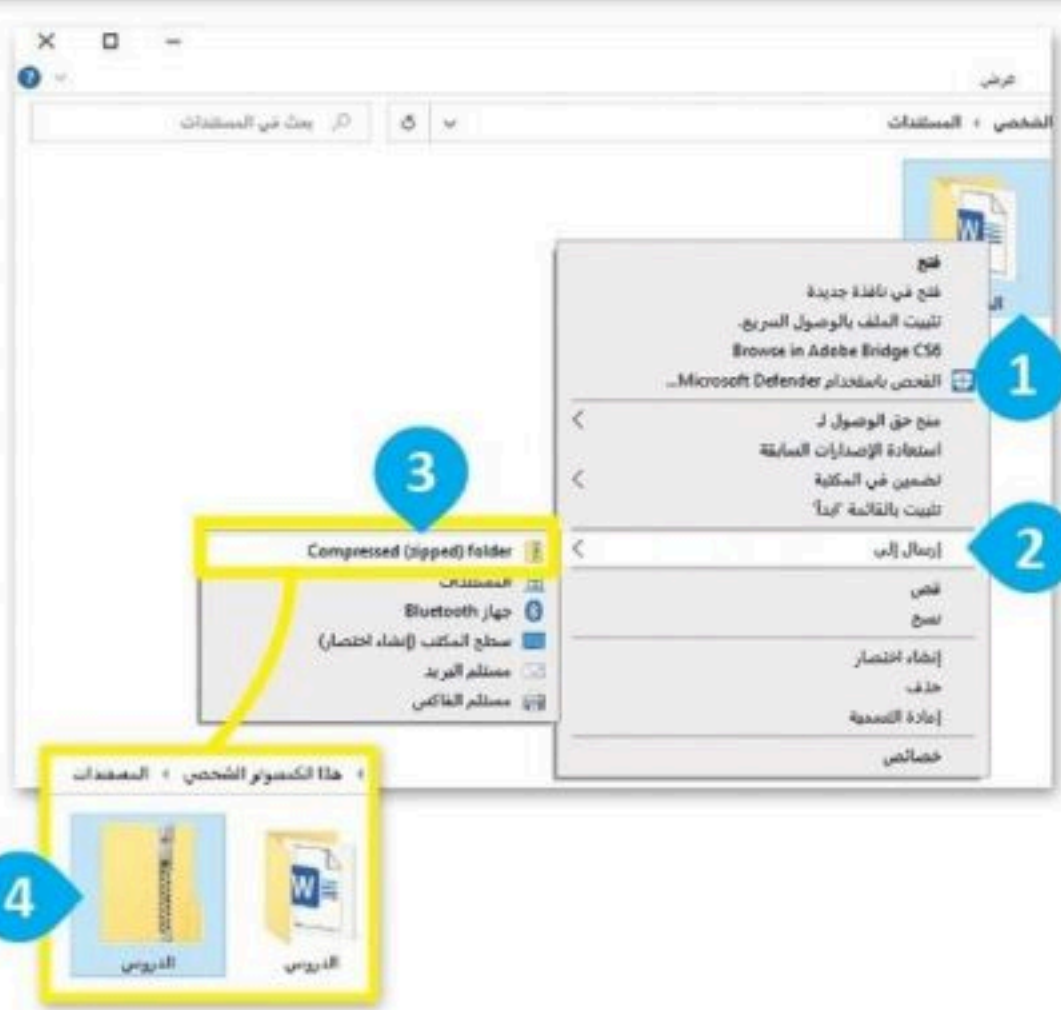 عرض
الشخصي › المستندات
بحث في المستندات
فتح
فتح في نافذة جديدة
تثبيت الملف بالوصول السريع.
Browse in Adobe Bridge CS6
الفحص باستخدام Microsoft Defender...
1
منح حق الوصول لـ
استعادة الإصدارات السابقة
تضمين في المكتبة
تثبيت بالقائمة "ابدأ"
3
إرسال إلى
2
Compressed (zipped) folder
المستندات
جهاز Bluetooth
سطح المكتب (إنشاء اختصار)
مستلم البريد
مستلم الفاكس
قص
نسخ
إنشاء اختصار
حذف
إعادة التسمية
خصائص
هذا الكمبيوتر الشخصي › المستندات
W
4
الدروس
الدروس